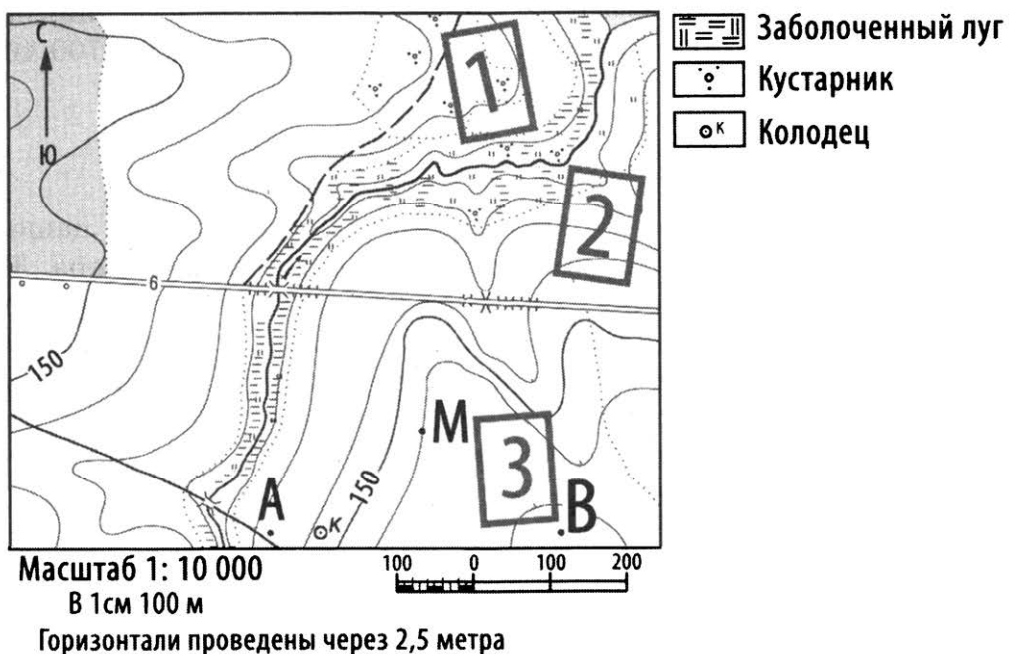 С
Ю
1
2
3
6
150
150
М
А
К
В
Заболоченный луг
Кустарник
К
Колодец
Масштаб 1: 10 000
В 1см 100 м
100 0 100 200
Горизонтали проведены через 2,5 метра